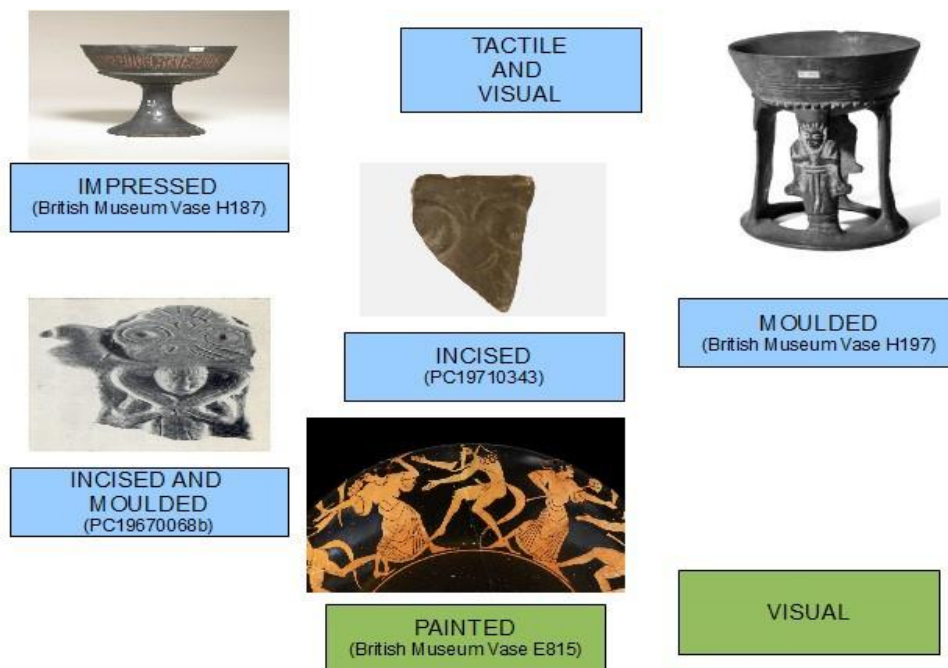 TACTILE
AND
VISUAL
IMPRESSED
(British Museum Vase H187)
MOULDED
(British Museum Vase H197)
INCISED
(PC19710343)
INCISED AND
MOULDED
(PC19670068b)
PAINTED
(British Museum Vase E815)
VISUAL